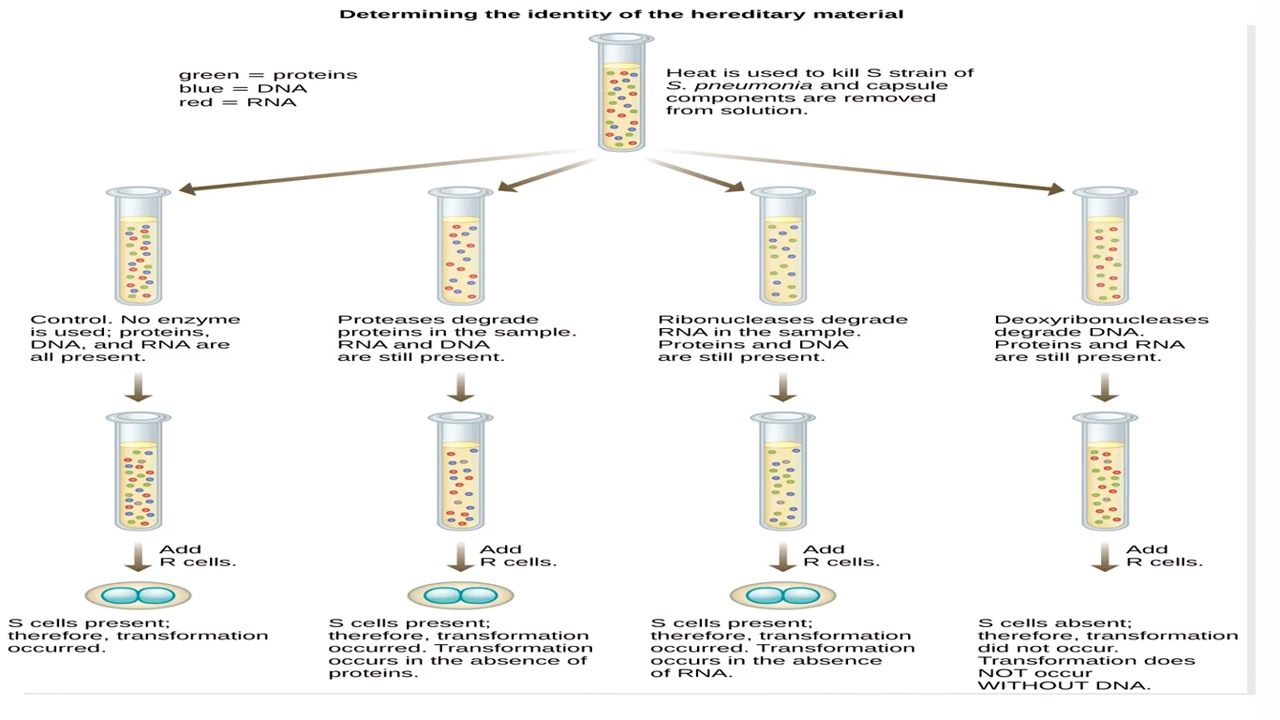 Determining the identity of the hereditary material
green = proteins
blue = DNA
red = RNA
Heat is used to kill S strain of
S. pneumonia and capsule
components are removed
from solution.
Control. No enzyme
is used; proteins,
DNA, and RNA are
all present.
Proteases degrade
proteins in the sample.
RNA and DNA
are still present.
Ribonucleases degrade
RNA in the sample.
Proteins and DNA
are still present.
Deoxyribonucleases
degrade DNA.
Proteins and RNA
are still present.
Add
R cells.
Add
R cells.
Add
R cells.
Add
R cells.
S cells present;
therefore, transformation
occurred.
S cells present;
therefore, transformation
occurred. Transformation
occurs in the absence of
proteins.
S cells present;
therefore, transformation
occurred. Transformation
occurs in the absence
of RNA.
S cells absent;
therefore, transformation
did not occur.
Transformation does
NOT occur
WITHOUT DNA.